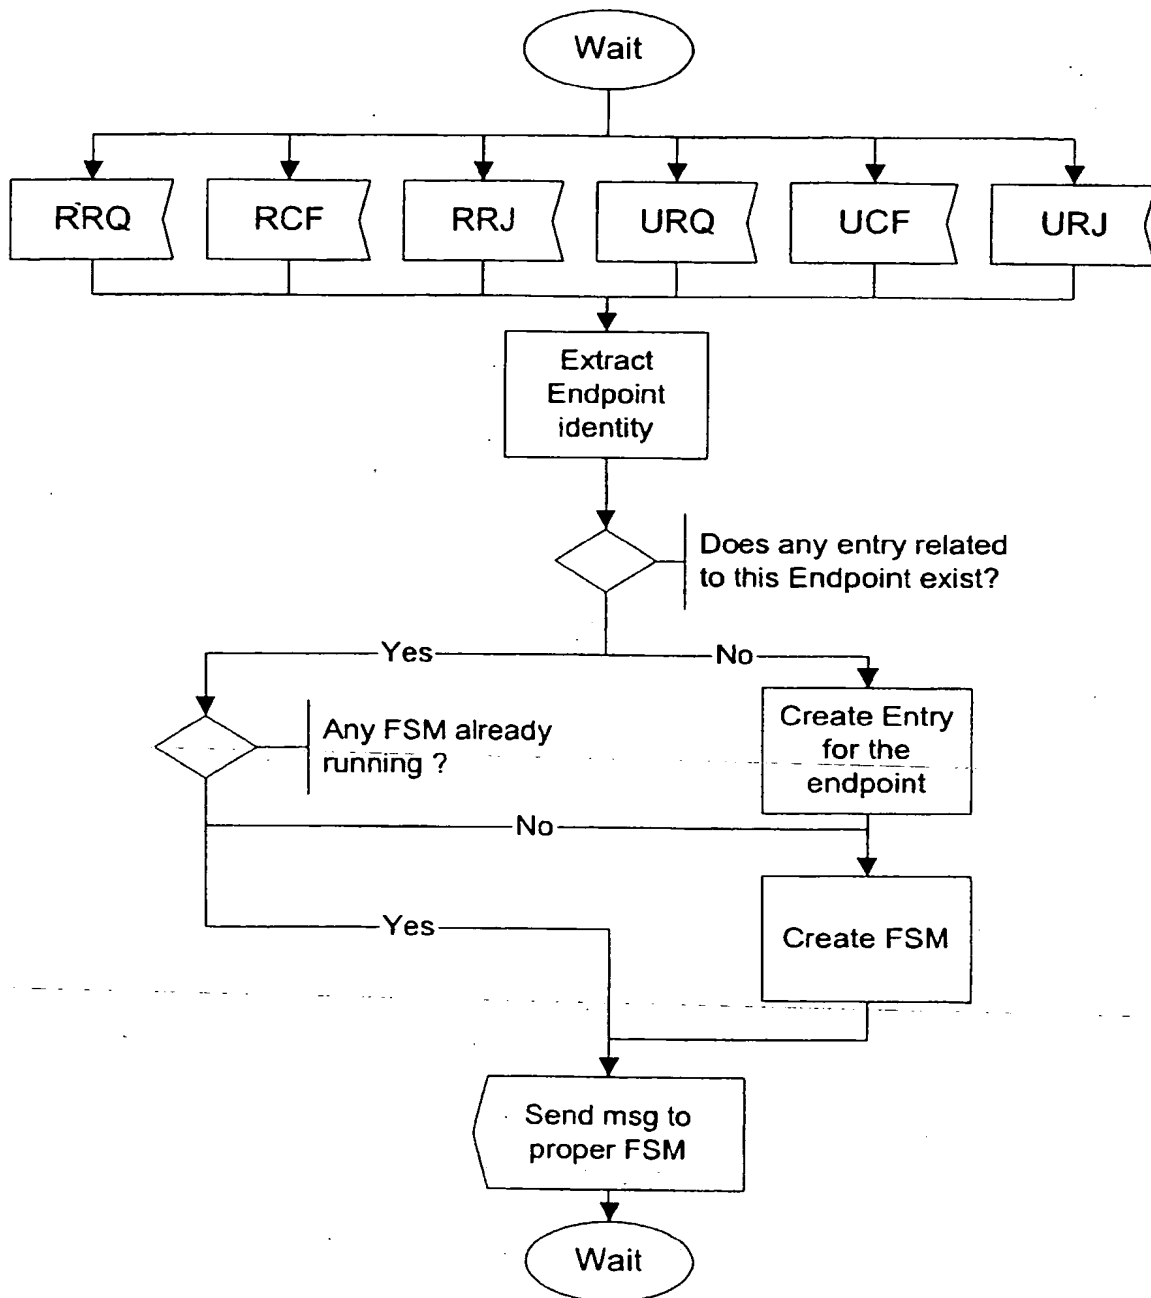 Wait
RRQ
RCF
RRJ
URQ
UCF
URJ
Extract
Endpoint
identity
Does any entry related
to this Endpoint exist?
Yes
No
Any FSM already
running ?
Create Entry
for the
endpoint
No
Yes
Create FSM
Send msg to
proper FSM
Wait